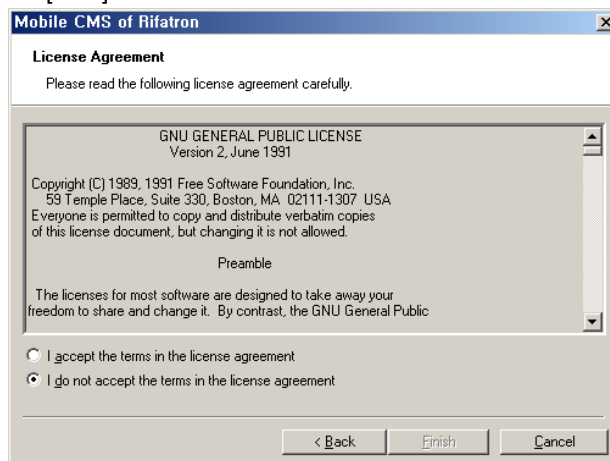 Mobile CMS of Rifatron
License Agreement
Please read the following license agreement carefully.
GNU GENERAL PUBLIC LICENSE
Version 2, June 1991
Copyright (C) 1989, 1991 Free Software Foundation, Inc.
59 Temple Place, Suite 330, Boston, MA 02111-1307 USA
Everyone is permitted to copy and distribute verbatim copies
of this license document, but changing it is not allowed.
Preamble
The licenses for most software are designed to take away your
freedom to share and change it. By contrast, the GNU General Public
I accept the terms in the license agreement
I do not accept the terms in the license agreement
< Back Finish Cancel